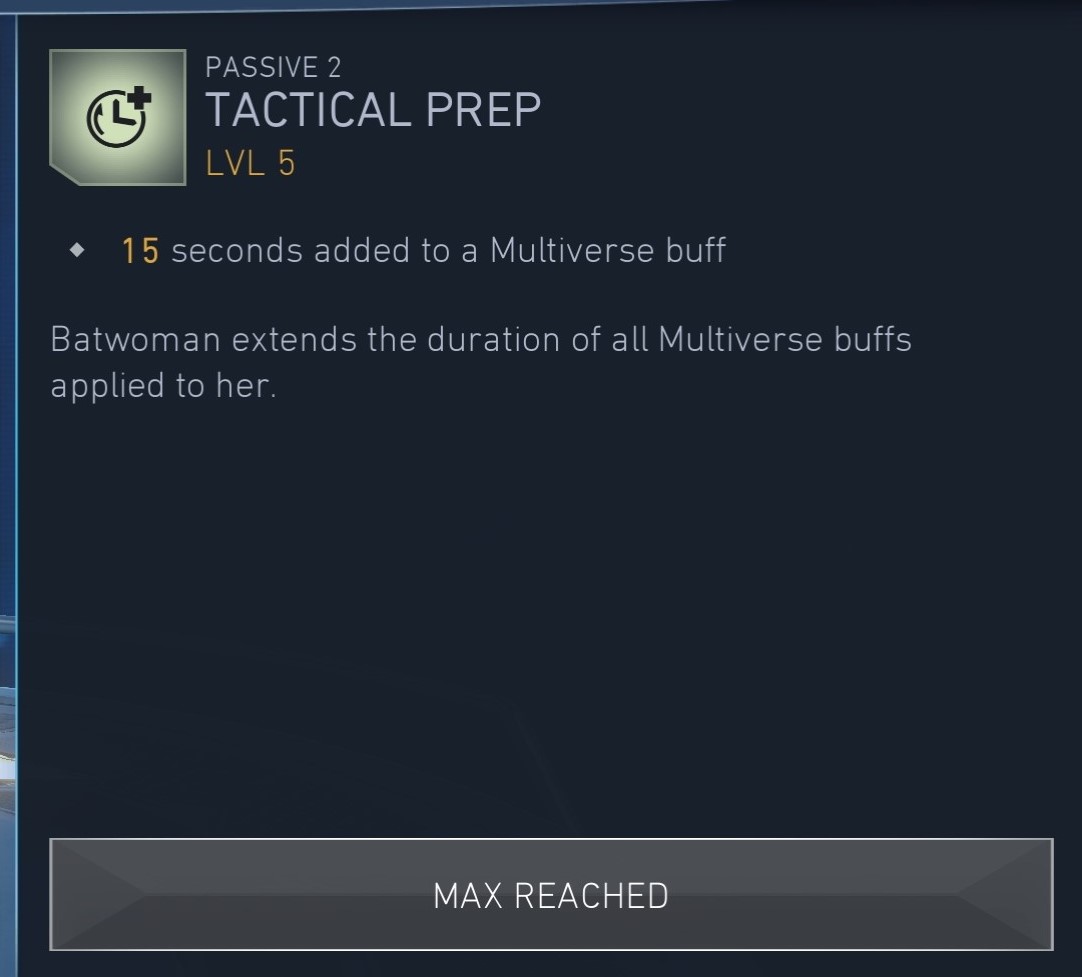 PASSIVE 2
TACTICAL PREP
LVL 5
15 seconds added to a Multiverse buff
Batwoman extends the duration of all Multiverse buffs
applied to her.
MAX REACHED